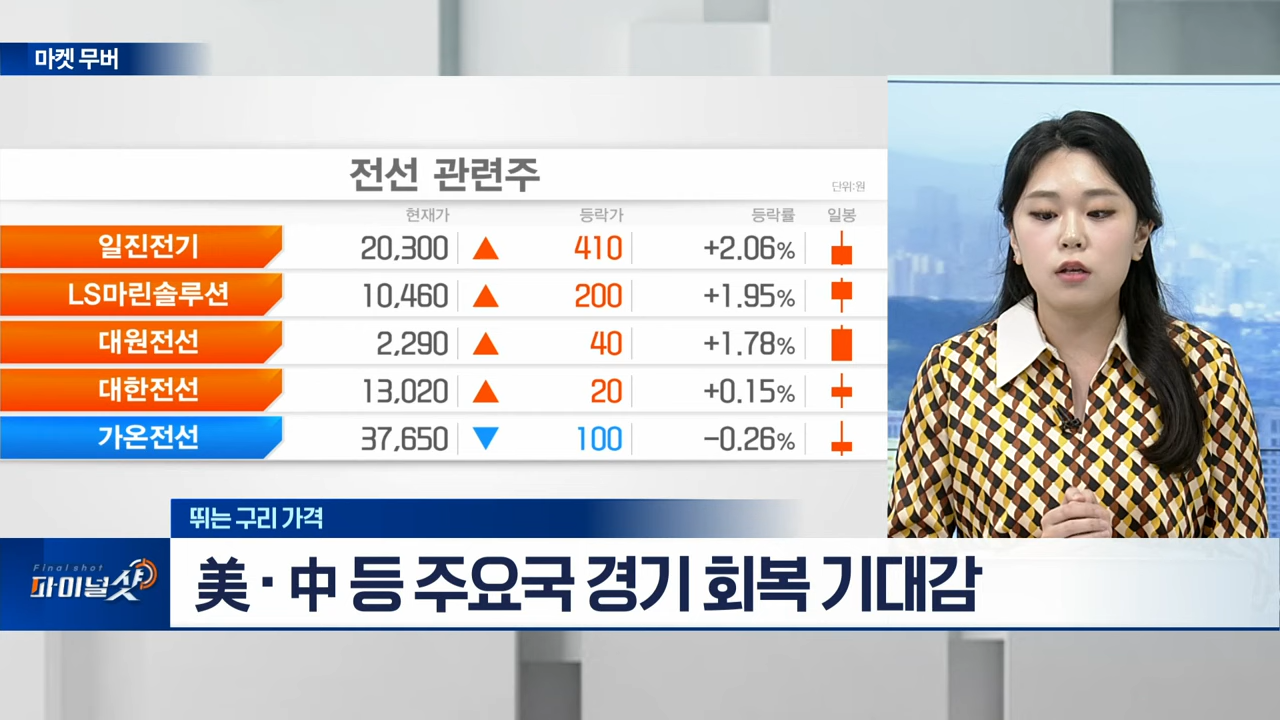 마켓 무버
전선 관련주
단위:원
현재가 등락가 등락률 일봉
일진전기 20,300 ▲ 410 +2.06%
LS마린솔루션 10,460 ▲ 200 +1.95%
대원전선 2,290 ▲ 40 +1.78%
대한전선 13,020 ▲ 20 +0.15%
가온전선 37,650 ▼ 100 -0.26%
뛰는 구리 가격
Final shot
파이널샷
美·中 등 주요국 경기 회복 기대감